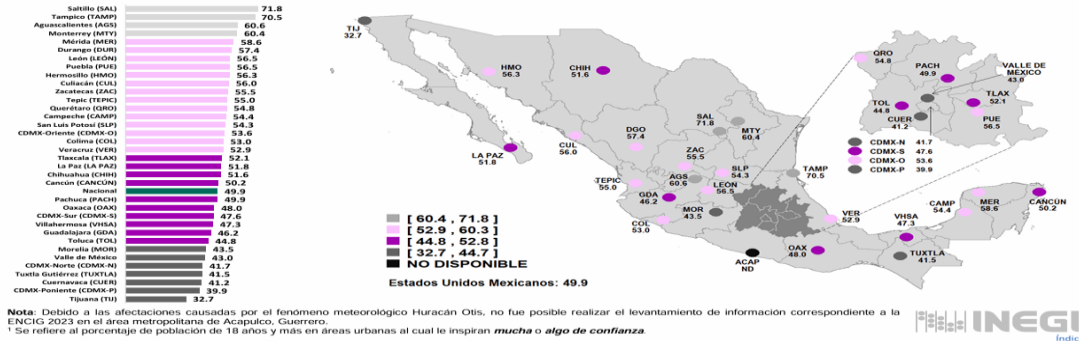 Saltillo (SAL) 71.8
Tampico (TAMP) 70.5
Aguascalientes (AGS) 60.6
Monterrey (MTY) 60.4
Mérida (MER) 58.6
Durango (DUR) 57.4
León (LEÓN) 56.5
Puebla (PUE) 56.5
Hermosillo (HMO) 56.3
Culiacán (CUL) 56.0
Zacatecas (ZAC) 55.5
Tepic (TEPIC) 55.0
Querétaro (QRO) 54.8
Campeche (CAMP) 54.4
San Luis Potosí (SLP) 54.3
CDMX-Oriente (CDMX-O) 53.6
Colima (COL) 53.0
Veracruz (VER) 52.9
Tlaxcala (TLAX) 52.1
La Paz (LA PAZ) 51.8
Chihuahua (CHIH) 51.6
Cancún (CANCÚN) 50.2
Nacional 49.9
Pachuca (PACH) 49.9
Oaxaca (OAX) 48.0
CDMX-Sur (CDMX-S) 47.6
Villahermosa (VHSA) 47.3
Guadalajara (GDA) 46.2
Toluca (TOL) 44.8
Morelia (MOR) 43.5
Valle de México 43.0
CDMX-Norte (CDMX-N) 41.7
Tuxtla Gutiérrez (TUXTLA) 41.5
Cuernavaca (CUER) 41.2
CDMX-Poniente (CDMX-P) 39.9
Tijuana (TIJ) 32.7
TIJ
32.7
HMO
56.3
CHIH
51.6
LA PAZ
51.8
CUL
56.0
DGO
57.4
SAL
71.8
MTY
60.4
ZAC
55.5
TEPIC
55.0
AGS
60.6
SLP
54.3
LEÓN
56.5
TAMP
70.5
GDA
46.2
COL
53.0
MOR
43.5
ACAP
ND
OAX
48.0
VER
52.9
VHSA
47.3
TUXTLA
41.5
CAMP
54.4
MER
58.6
CANCÚN
50.2
QRO
54.8
PACH
49.9
VALLE DE
MÉXICO
43.0
TOL
44.8
CUER
41.2
TLAX
52.1
PUE
56.5
CDMX-N 41.7
CDMX-S 47.6
CDMX-O 53.6
CDMX-P 39.9
[ 60.4 , 71.8 ]
[ 52.9 , 60.3 ]
[ 44.8 , 52.8 ]
[ 32.7 , 44.7 ]
NO DISPONIBLE
Estados Unidos Mexicanos: 49.9
Nota: Debido a las afectaciones causadas por el fenómeno meteorológico Huracán Otis, no fue posible realizar el levantamiento de información correspondiente a la
ENCIG 2023 en el área metropolitana de Acapulco, Guerrero.
¹ Se refiere al porcentaje de población de 18 años y más en áreas urbanas al cual le inspiran mucha o algo de confianza.
INEGI
Índic